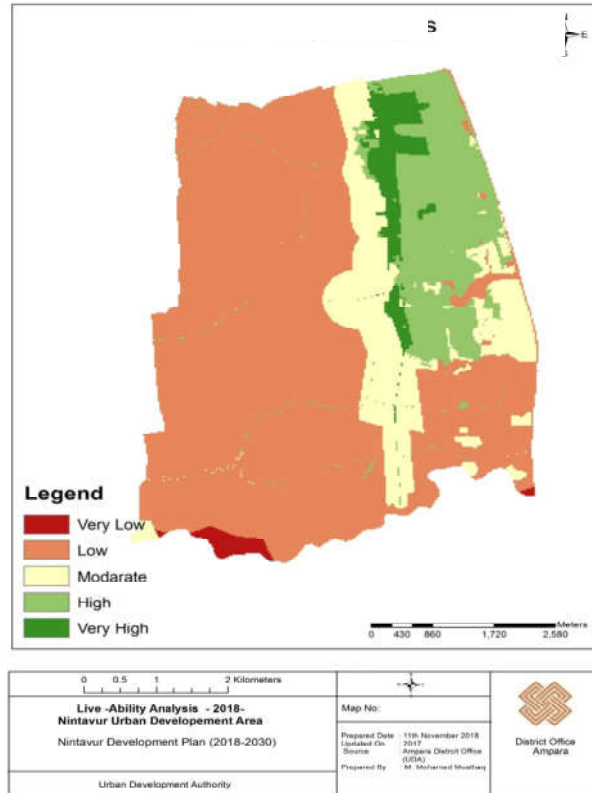 S
E
Legend
Very Low
Low
Modarate
High
Very High
Meters
0 430 860 1,720 2,580
0 0.5 1 2 Kilometers
Live -Ability Analysis - 2018-
Nintavur Urban Developement Area
Nintavur Development Plan (2018-2030)
Urban Development Authority
Map No:
Prepared Date : 11th November 2018
Updated On : 2017
Source : Ampara District Office
(UDA)
Prepared By : M. Mohamed
District Office
Ampara